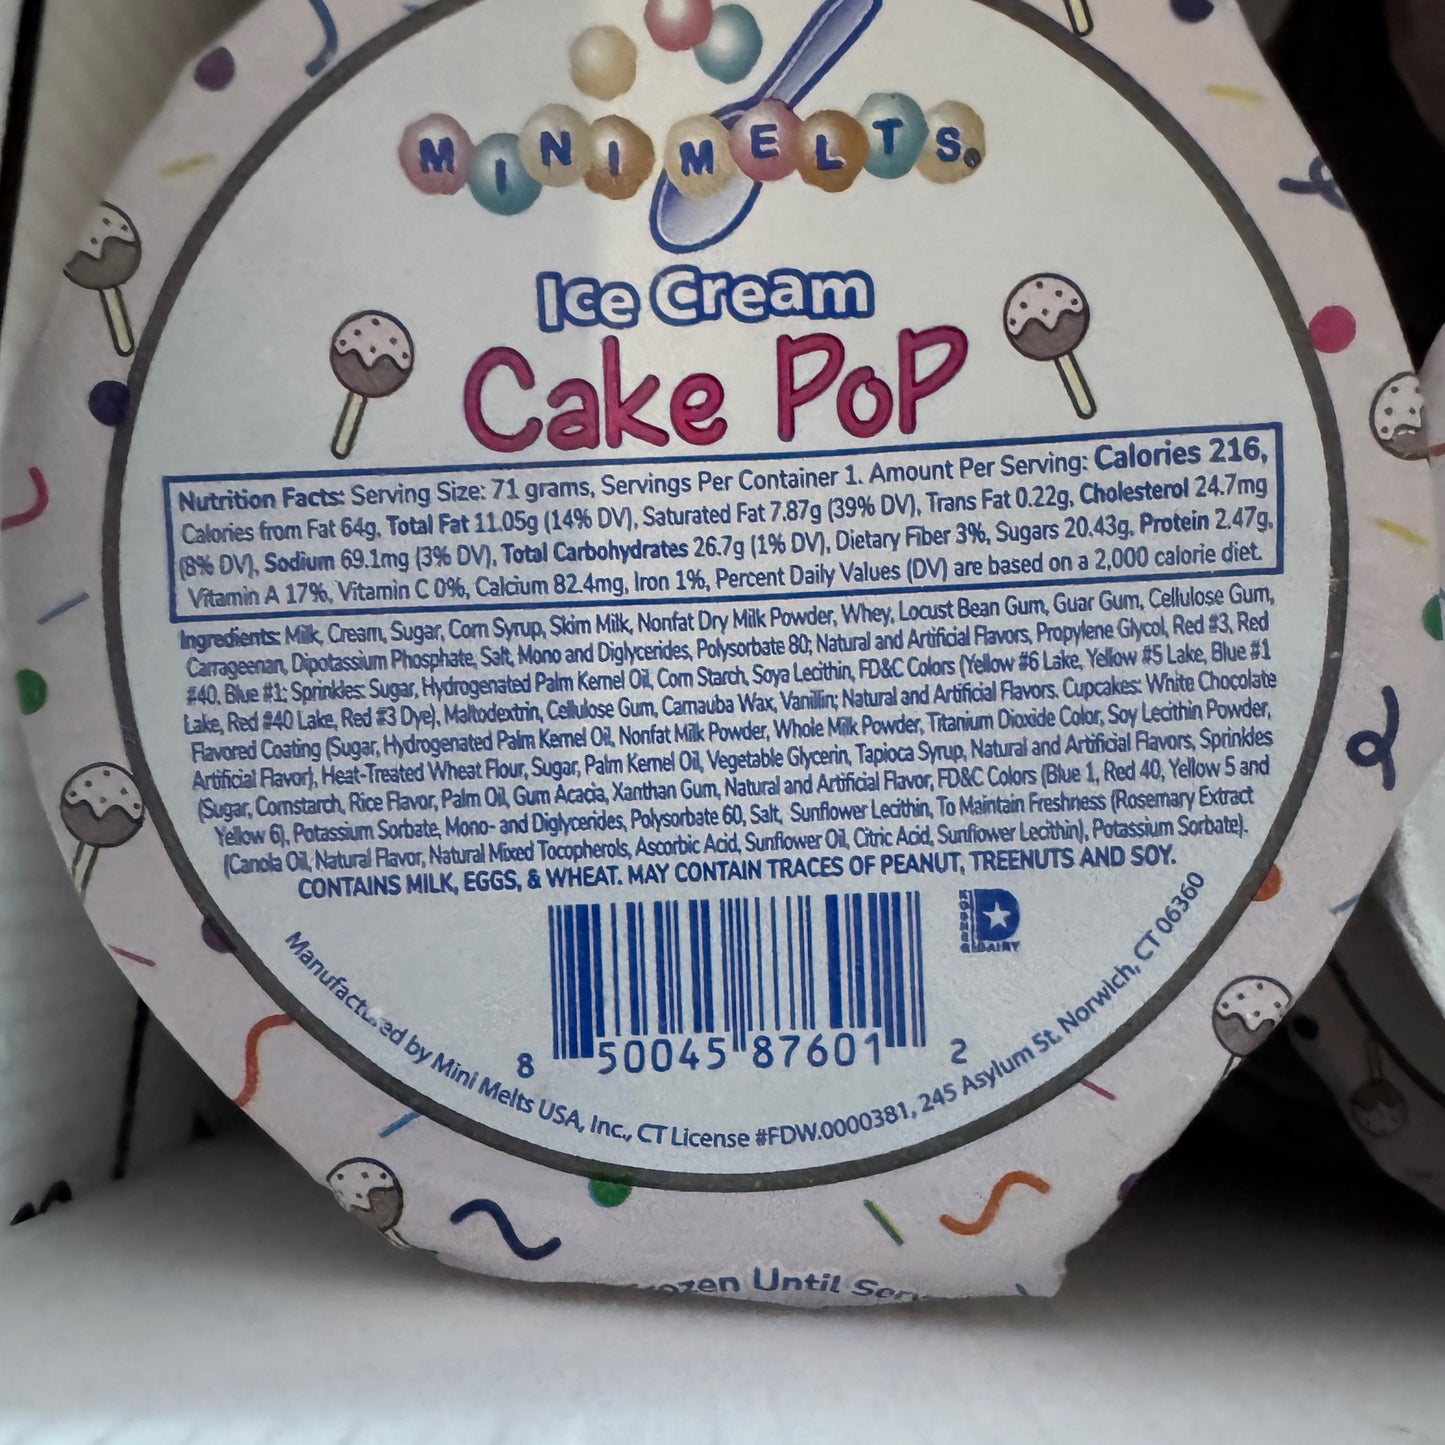 MINI MELTS®
Ice Cream
Cake PoP
Nutrition Facts: Serving Size: 71 grams, Servings Per Container 1. Amount Per Serving: Calories 216,
Calories from Fat 64g, Total Fat 11.05g (14% DV), Saturated Fat 7.87g (39% DV), Trans Fat 0.22g, Cholesterol 24.7mg
(8% DV), Sodium 69.1mg (3% DV), Total Carbohydrates 26.7g (1% DV), Dietary Fiber 3%, Sugars 20.43g, Protein 2.47g,
Vitamin A 17%, Vitamin C 0%, Calcium 82.4mg, Iron 1%, Percent Daily Values (DV) are based on a 2,000 calorie diet.
Ingredients: Milk, Cream, Sugar, Corn Syrup, Skim Milk, Nonfat Dry Milk Powder, Whey, Locust Bean Gum, Guar Gum, Cellulose Gum,
Carrageenan, Dipotassium Phosphate, Salt, Mono and Diglycerides, Polysorbate 80; Natural and Artificial Flavors, Propylene Glycol, Red #3, Red
#40, Blue #1; Sprinkles: Sugar, Hydrogenated Palm Kernel Oil, Corn Starch, Soya Lecithin, FD&C Colors (Yellow #6 Lake, Yellow #5 Lake, Blue #1
Lake, Red #40 Lake, Red #3 Dye), Maltodextrin, Cellulose Gum, Carnauba Wax, Vanillin; Natural and Artificial Flavors. Cupcakes: White Chocolate
Flavored Coating (Sugar, Hydrogenated Palm Kernel Oil, Nonfat Milk Powder, Whole Milk Powder, Titanium Dioxide Color, Soy Lecithin Powder,
Artificial Flavor), Heat-Treated Wheat Flour, Sugar, Palm Kernel Oil, Vegetable Glycerin, Tapioca Syrup, Natural and Artificial Flavors, Sprinkles
(Sugar, Cornstarch, Rice Flavor, Palm Oil, Gum Acacia, Xanthan Gum, Natural and Artificial Flavor, FD&C Colors (Blue 1, Red 40, Yellow 5 and
Yellow 6), Potassium Sorbate, Mono- and Diglycerides, Polysorbate 60, Salt, Sunflower Lecithin, To Maintain Freshness (Rosemary Extract
(Canola Oil, Natural Flavor, Natural Mixed Tocopherols, Ascorbic Acid, Sunflower Oil, Citric Acid, Sunflower Lecithin), Potassium Sorbate).
CONTAINS MILK, EGGS, & WHEAT. MAY CONTAIN TRACES OF PEANUT, TREENUTS AND SOY.
KOSHER D DAIRY
8 50045 87601 2
Manufactured by Mini Melts USA, Inc., CT License #FDW.0000381, 245 Asylum St. Norwich, CT 06360
ozen Until Ser